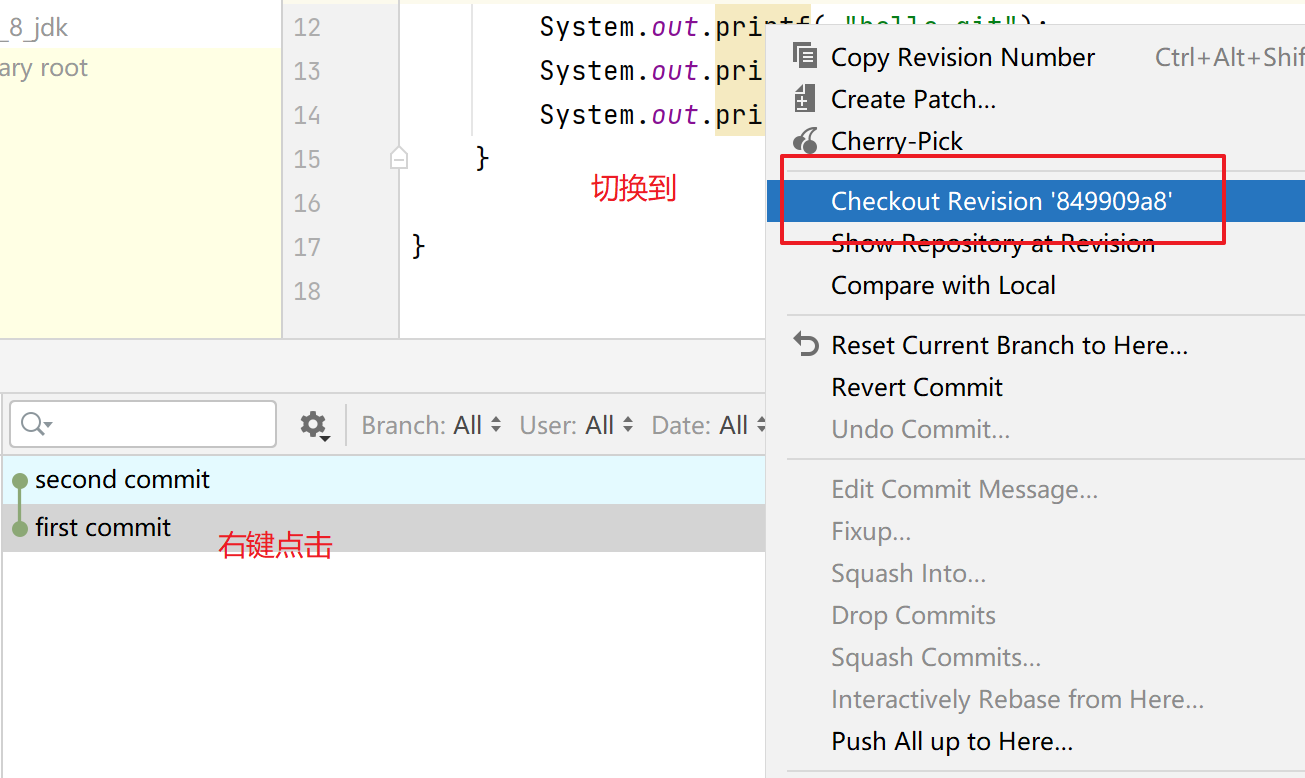 _8_jdk
ary root
12 System.out.printf( "hello git");
13 System.out.pri
14 System.out.pri
15 }
16
17 }
18
切换到
Copy Revision Number Ctrl+Alt+Shif
Create Patch...
Cherry-Pick
Checkout Revision '849909a8'
Show Repository at Revision
Compare with Local
Reset Current Branch to Here...
Revert Commit
Undo Commit...
Edit Commit Message...
Fixup...
Squash Into...
Drop Commits
Squash Commits...
Interactively Rebase from Here...
Push All up to Here...
Branch: All User: All Date: All
second commit
first commit
右键点击